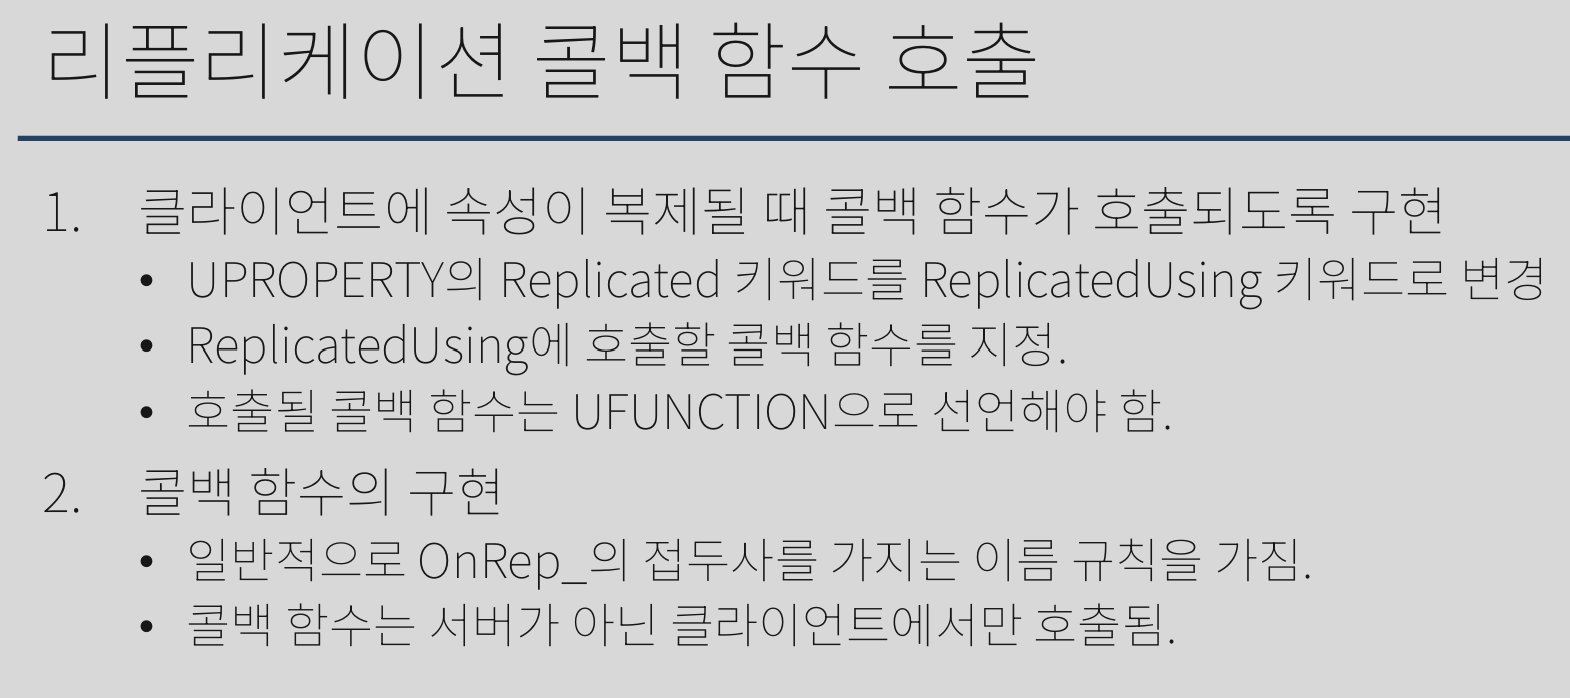 리플리케이션 콜백 함수 호출
1. 클라이언트에 속성이 복제될 때 콜백 함수가 호출되도록 구현
• UPROPERTY의 Replicated 키워드를 ReplicatedUsing 키워드로 변경
• ReplicatedUsing에 호출할 콜백 함수를 지정.
• 호출될 콜백 함수는 UFUNCTION으로 선언해야 함.
2. 콜백 함수의 구현
• 일반적으로 OnRep_의 접두사를 가지는 이름 규칙을 가짐.
• 콜백 함수는 서버가 아닌 클라이언트에서만 호출됨.